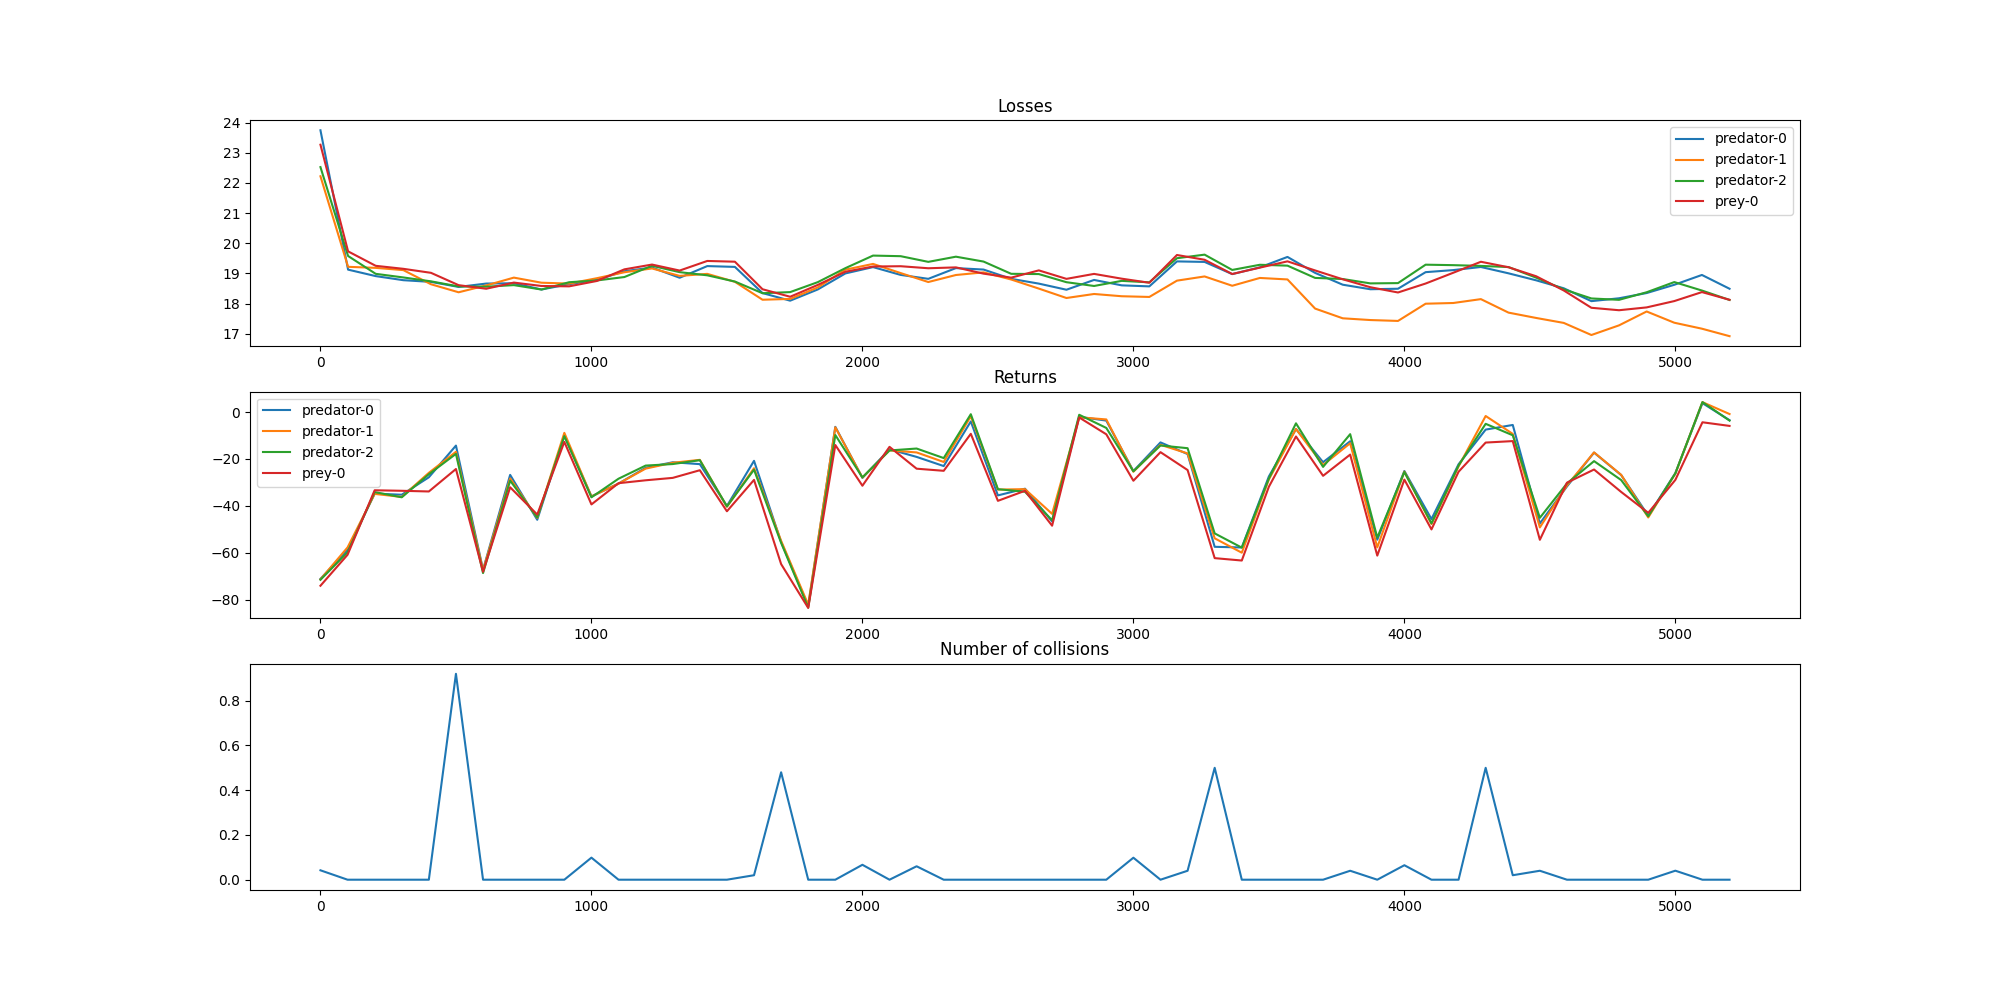 Losses
24
23
22
21
20
19
18
17
predator-0
predator-1
predator-2
prey-0
0 1000 2000 3000 4000 5000
Returns
0
−20
−40
−60
−80
predator-0
predator-1
predator-2
prey-0
0 1000 2000 3000 4000 5000
Number of collisions
0.8
0.6
0.4
0.2
0.0
0 1000 2000 3000 4000 5000